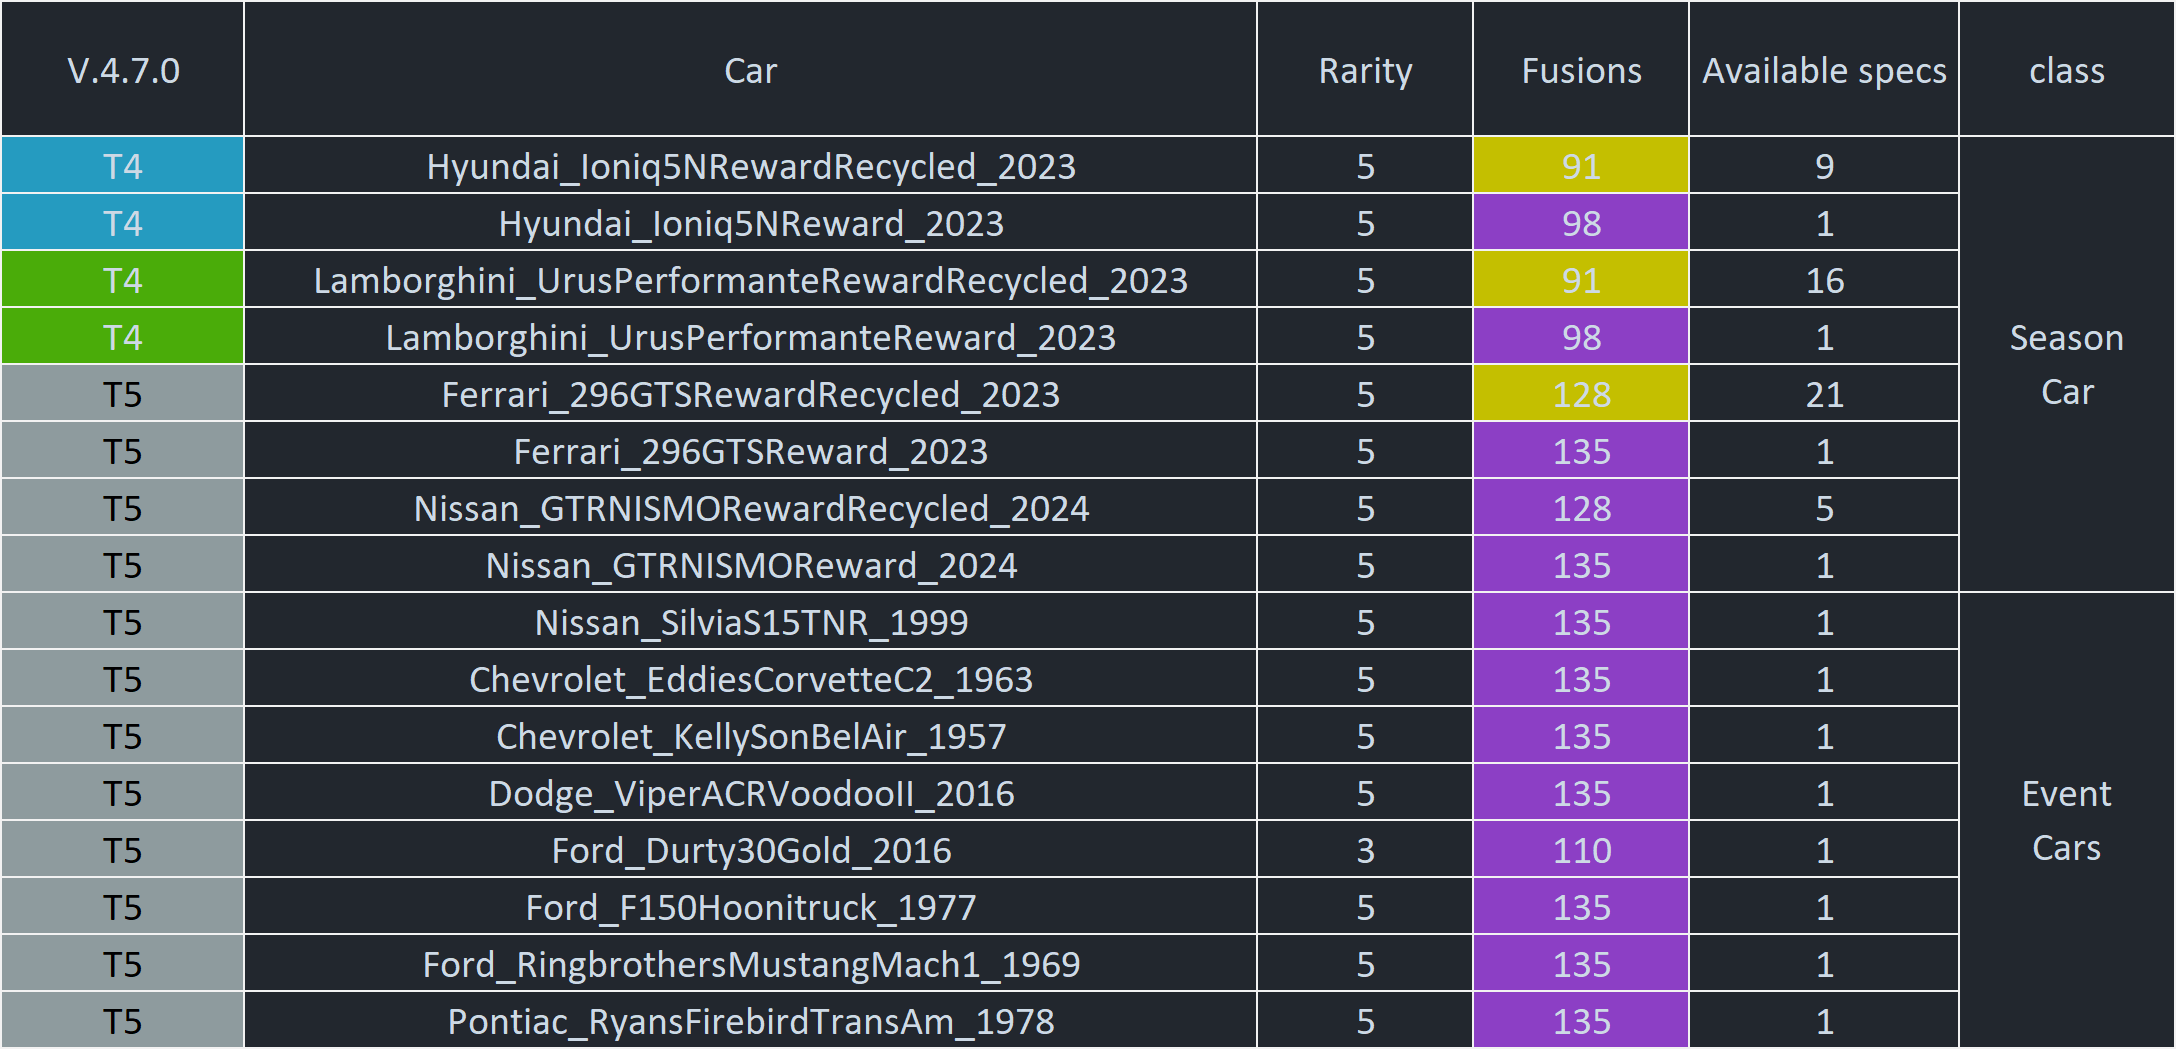 V.4.7.0 Car Rarity Fusions Available specs class
T4 Hyundai_Ioniq5NRewardRecycled_2023 5 91 9
T4 Hyundai_Ioniq5NReward_2023 5 98 1
T4 Lamborghini_UrusPerformanteRewardRecycled_2023 5 91 16
T4 Lamborghini_UrusPerformanteReward_2023 5 98 1 Season
T5 Ferrari_296GTSRewardRecycled_2023 5 128 21 Car
T5 Ferrari_296GTSReward_2023 5 135 1
T5 Nissan_GTRNISMORewardRecycled_2024 5 128 5
T5 Nissan_GTRNISMOReward_2024 5 135 1
T5 Nissan_SilviaS15TNR_1999 5 135 1
T5 Chevrolet_EddiesCorvetteC2_1963 5 135 1
T5 Chevrolet_KellySonBelAir_1957 5 135 1
T5 Dodge_ViperACRVoodooII_2016 5 135 1 Event
T5 Ford_Durty30Gold_2016 3 110 1 Cars
T5 Ford_F150Hoonitruck_1977 5 135 1
T5 Ford_RingbrothersMustangMach1_1969 5 135 1
T5 Pontiac_RyansFirebirdTransAm_1978 5 135 1